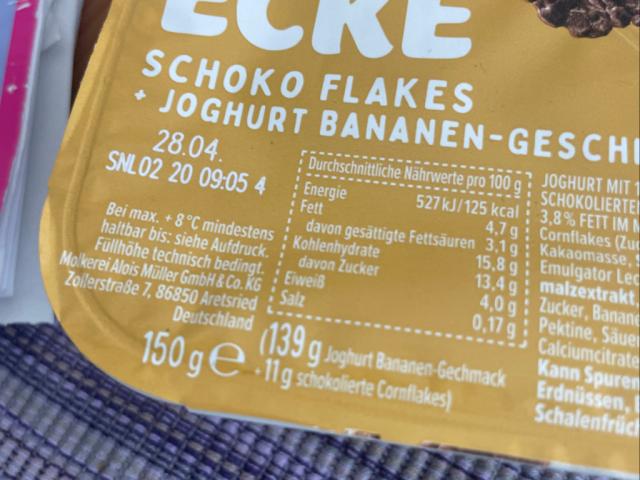 ECKE
SCHOKO FLAKES
+ JOGHURT BANANEN-GESCH
28.04.
SNL02 20 09:05 4
Bei max. +8°C mindestens
haltbar bis: siehe Aufdruck.
Füllhöhe technisch bedingt.
Molkerei Alois Müller GmbH & Co. KG
Zollerstraße 7, 86850 Aretsried
Deutschland
150 g e (139 g Joghurt Bananen-Gechmack
+11 g schokolierte Cornflakes)
Durchschnittliche Nährwerte pro 100 g
Energie 527 kJ/125 kcal
Fett 4,7 g
davon gesättigte Fettsäuren 3,1 g
Kohlenhydrate 15,8 g
davon Zucker 13,4 g
Eiweiß 4,0 g
Salz 0,17 g
JOGHURT MIT
SCHOKOLIERTE
3,8% FETT IM
Cornflakes (Zu
Kakaomasse,
Emulgator Le
malzextrakt
Zucker, Banan
Pektine, Säue
Calciumcitrate
Kann Spuren
Erdnüssen,
Schalenfrüch